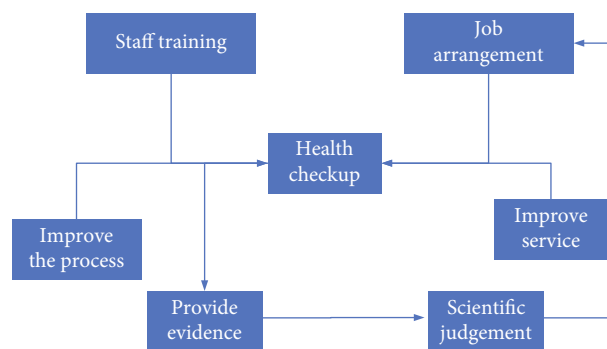 Staff training
Job
arrangement
Health
checkup
Improve
the process
Improve
service
Provide
evidence
Scientific
judgement